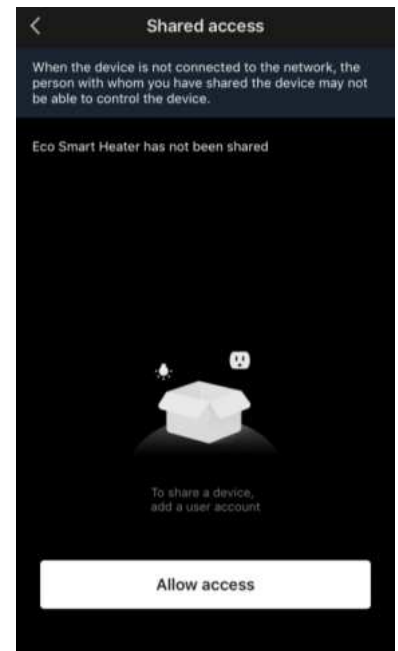 Shared access
When the device is not connected to the network, the
person with whom you have shared the device may not
be able to control the device.
Eco Smart Heater has not been shared
To share a device,
add a user account
Allow access